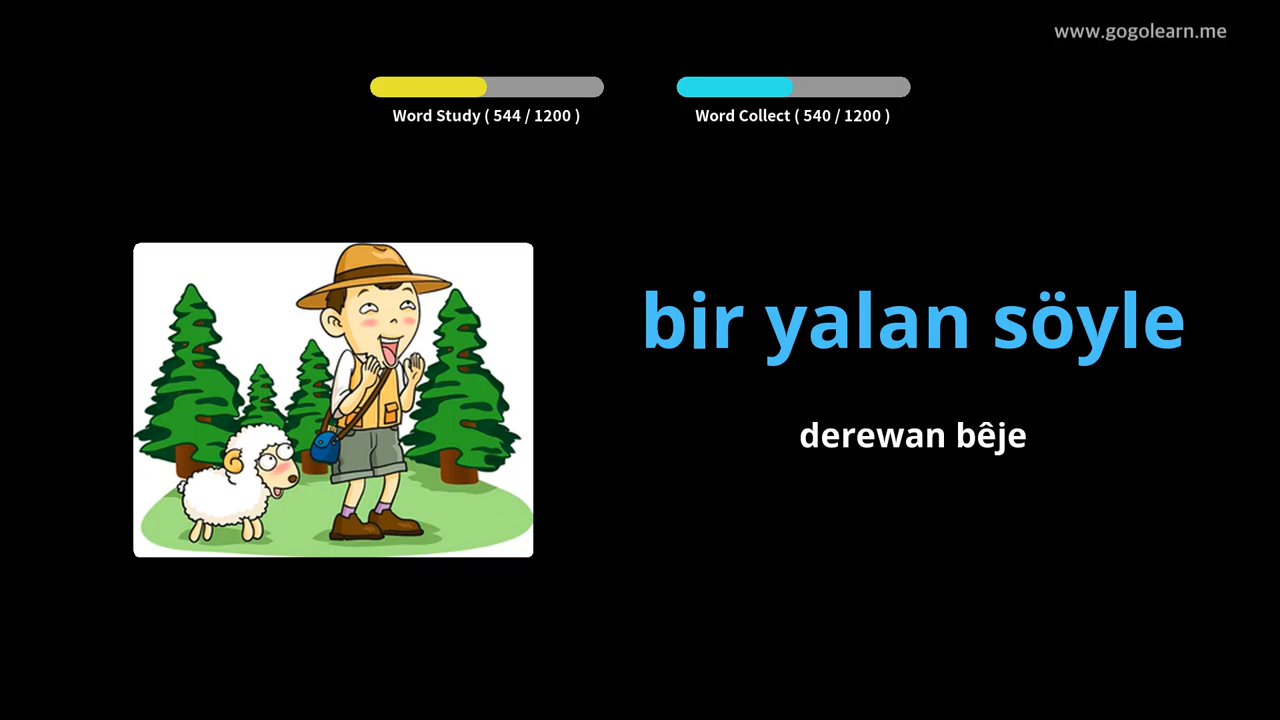 www.gogolearn.me
Word Study ( 544 / 1200 )
Word Collect ( 540 / 1200 )
bir yalan söyle
derewan bêje